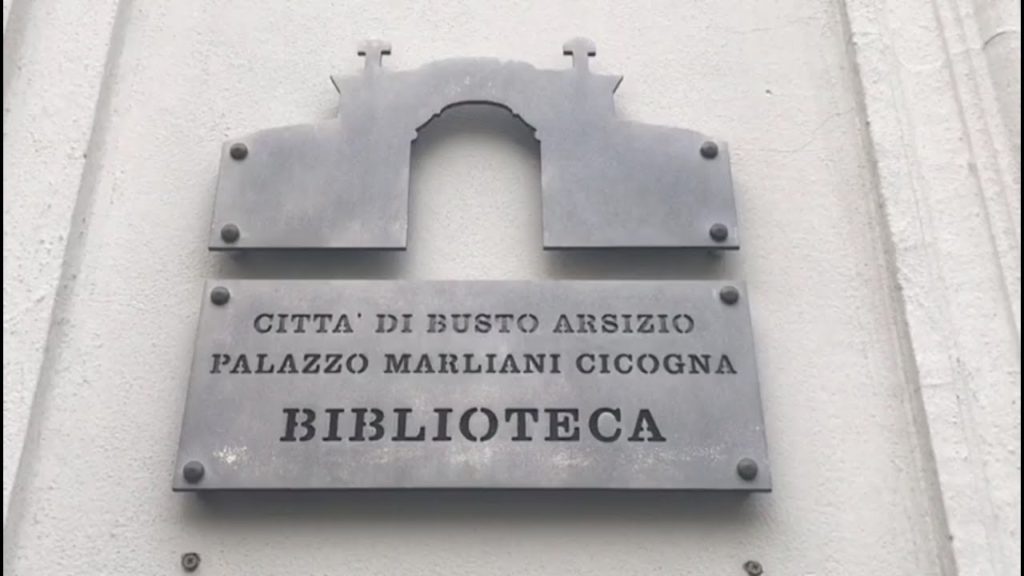 CITTA' DI BUSTO ARSIZIO
PALAZZO MARLIANI CICOGNA
BIBLIOTECA